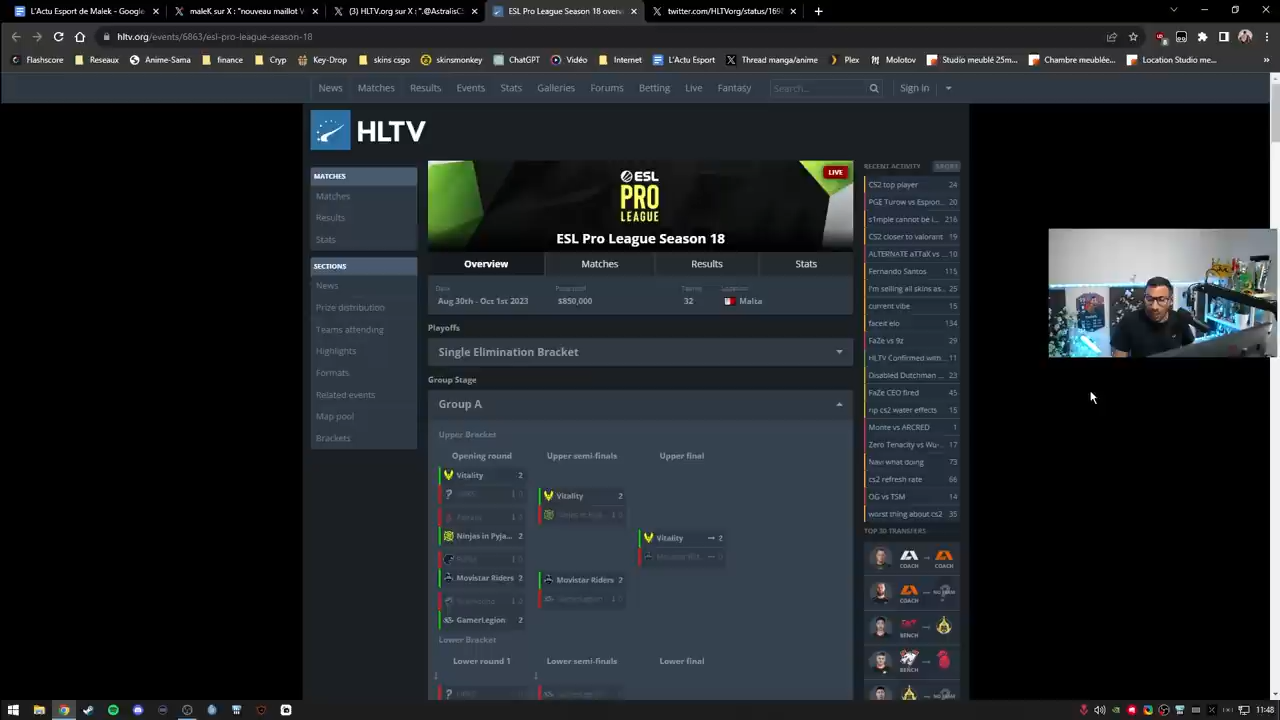 Documents de Malek - Google
maleK sur X : "nouveau maillot V
(3) HLTV.org sur X : ".@AstralisCS
ESL Pro League Season 18 over
twitter.com/HLTVorg/status/169
hltv.org/events/6863/esl-pro-league-season-18
Flashscore
Reseaux
Anime-Sama
finance
Cryp
Key-Drop
skins csgo
skinsmonkey
ChatGPT
Vidéo
Internet
L'Actu Esport
Thread manga/anime
Plex
Molotov
Studio meublé 25m...
Chambre meublée...
Location Studio me...
News
Matches
Results
Events
Stats
Galleries
Forums
Betting
Live
Fantasy
Search...
Sign in
HLTV
MATCHES
Matches
Results
Stats
SECTIONS
News
Prize distribution
Teams attending
Highlights
Formats
Related events
Map pool
Brackets
ESL
PRO
LEAGUE
LIVE
ESL Pro League Season 18
Overview
Matches
Results
Stats
Aug 30th - Oct 1st 2023
$850,000
Teams
32
Location
Malta
Playoffs
Single Elimination Bracket
Group Stage
Group A
Upper Bracket
Opening round
Upper semi-finals
Upper final
Vitality 2
Ninjas in Pyja... 2
Movistar Riders 2
GamerLegion 2
Vitality 2
Movistar Riders 2
Vitality → 2
Lower Bracket
Lower round 1
Lower semi-finals
Lower final
RECENT ACTIVITY
CS2 top player 24
PGE Turow vs Espion... 20
s1mple cannot be i... 216
CS2 closer to valorant 19
ALTERNATE aTTaX vs ... 10
Fernando Santos 115
I'm selling all skins as... 25
current vibe 15
faceit elo 134
FaZe vs 9z 29
HLTV Confirmed with... 11
Disabled Dutchman ... 23
FaZe CEO fired 45
rip cs2 water effects 15
Monte vs ARCRED 1
Zero Tenacity vs Wu-... 17
Navi what doing 73
cs2 refresh rate 66
OG vs TSM 14
worst thing about cs2 35
TOP 30 TRANSFERS
COACH
COACH
COACH
BENCH
BENCH
11:48